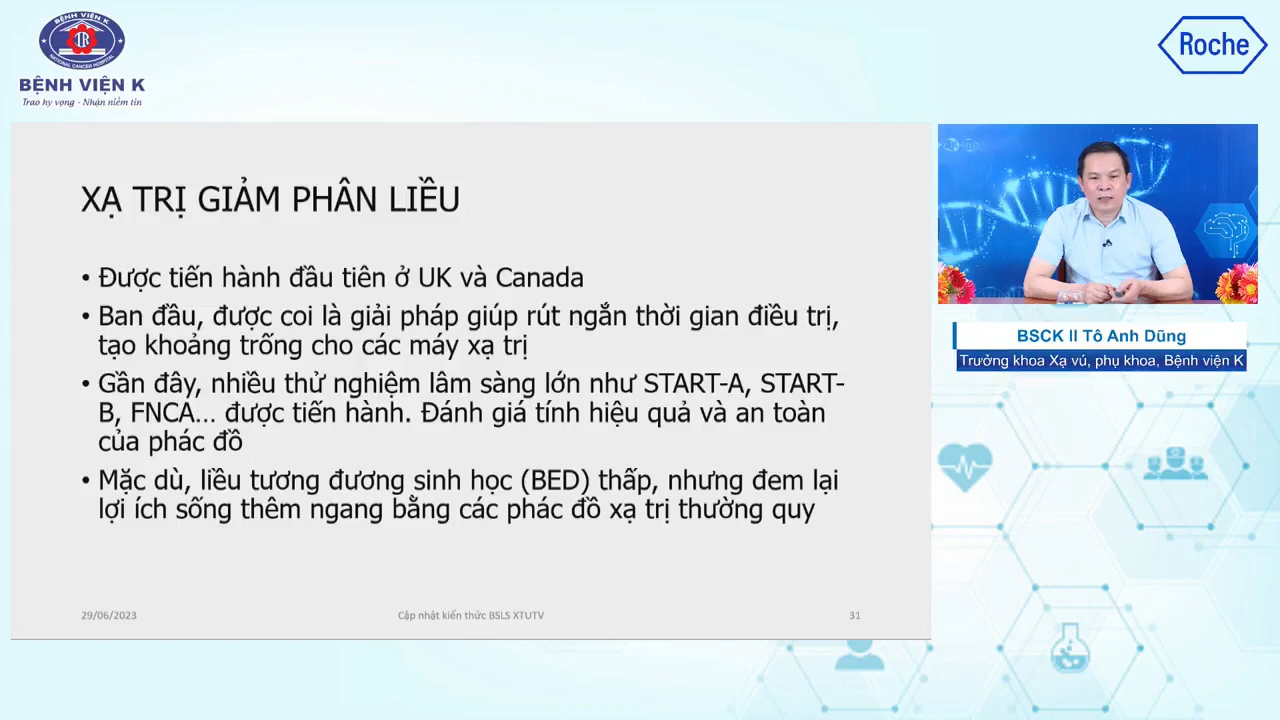 BỆNH VIỆN K
NATIONAL CANCER HOSPITAL
BỆNH VIỆN K
Trao hy vọng - Nhận niềm tin
Roche
XẠ TRỊ GIẢM PHÂN LIỀU
• Được tiến hành đầu tiên ở UK và Canada
• Ban đầu, được coi là giải pháp giúp rút ngắn thời gian điều trị,
tạo khoảng trống cho các máy xạ trị
• Gần đây, nhiều thử nghiệm lâm sàng lớn như START-A, START-
B, FNCA... được tiến hành. Đánh giá tính hiệu quả và an toàn
của phác đồ
• Mặc dù, liều tương đương sinh học (BED) thấp, nhưng đem lại
lợi ích sống thêm ngang bằng các phác đồ xạ trị thường quy
29/06/2023
Cập nhật kiến thức BSLS XTUTV
31
BSCK II Tô Anh Dũng
Trưởng khoa Xạ vú, phụ khoa, Bệnh viện K